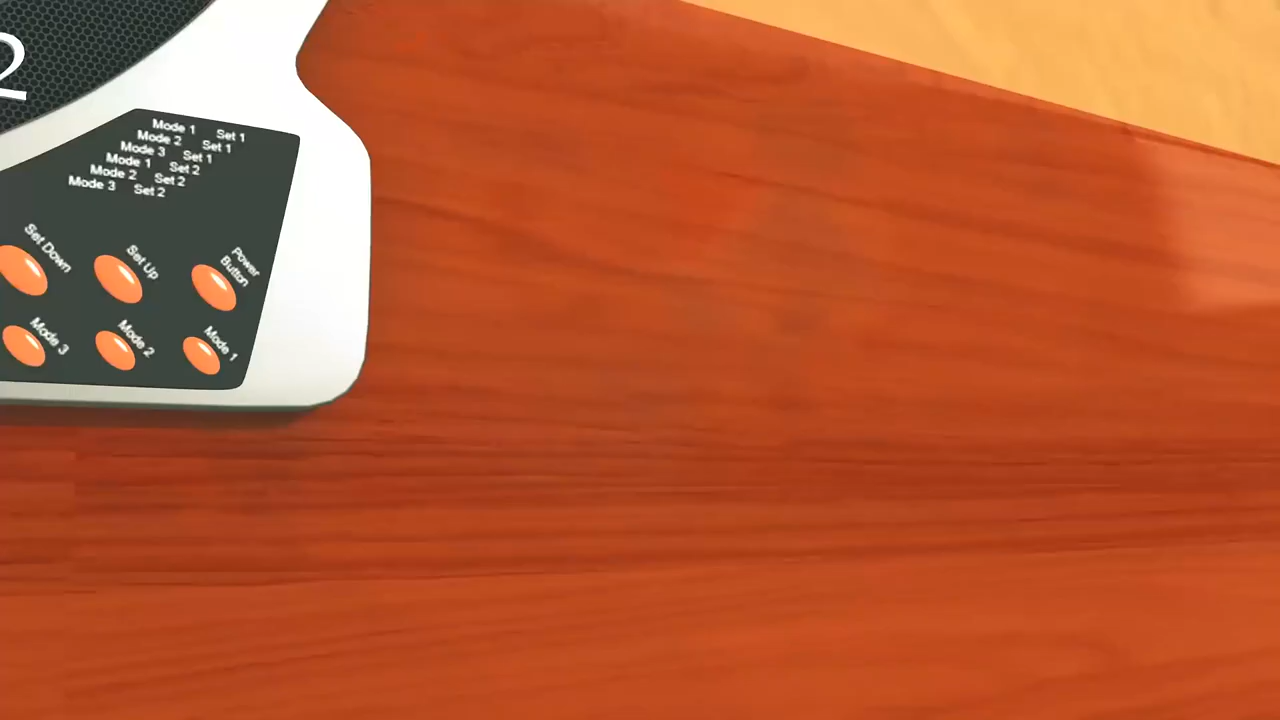 2
Mode 1 Set 1
Mode 2 Set 1
Mode 3 Set 1
Mode 1 Set 2
Mode 2 Set 2
Mode 3 Set 2
Set Down
Set Up
Power
Button
Mode 3
Mode 2
Mode 1